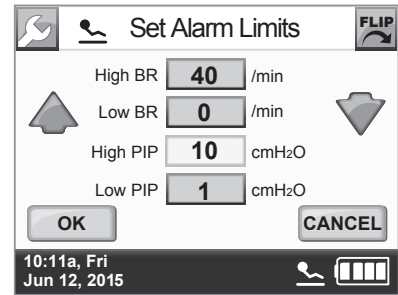 Set Alarm Limits
FLIP
High BR 40 /min
Low BR 0 /min
High PIP 10 cmH2O
Low PIP 1 cmH2O
OK CANCEL
10:11a, Fri
Jun 12, 2015